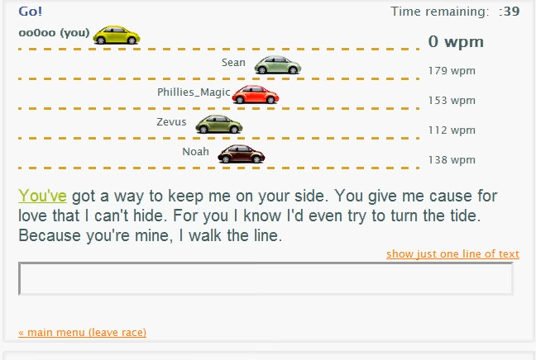 Go! Time remaining: :39
oo0oo (you) 0 wpm
Sean 179 wpm
Phillies_Magic 153 wpm
Zevus 112 wpm
Noah 138 wpm
You've got a way to keep me on your side. You give me cause for
love that I can't hide. For you I know I'd even try to turn the tide.
Because you're mine, I walk the line.
show just one line of text
« main menu (leave race)